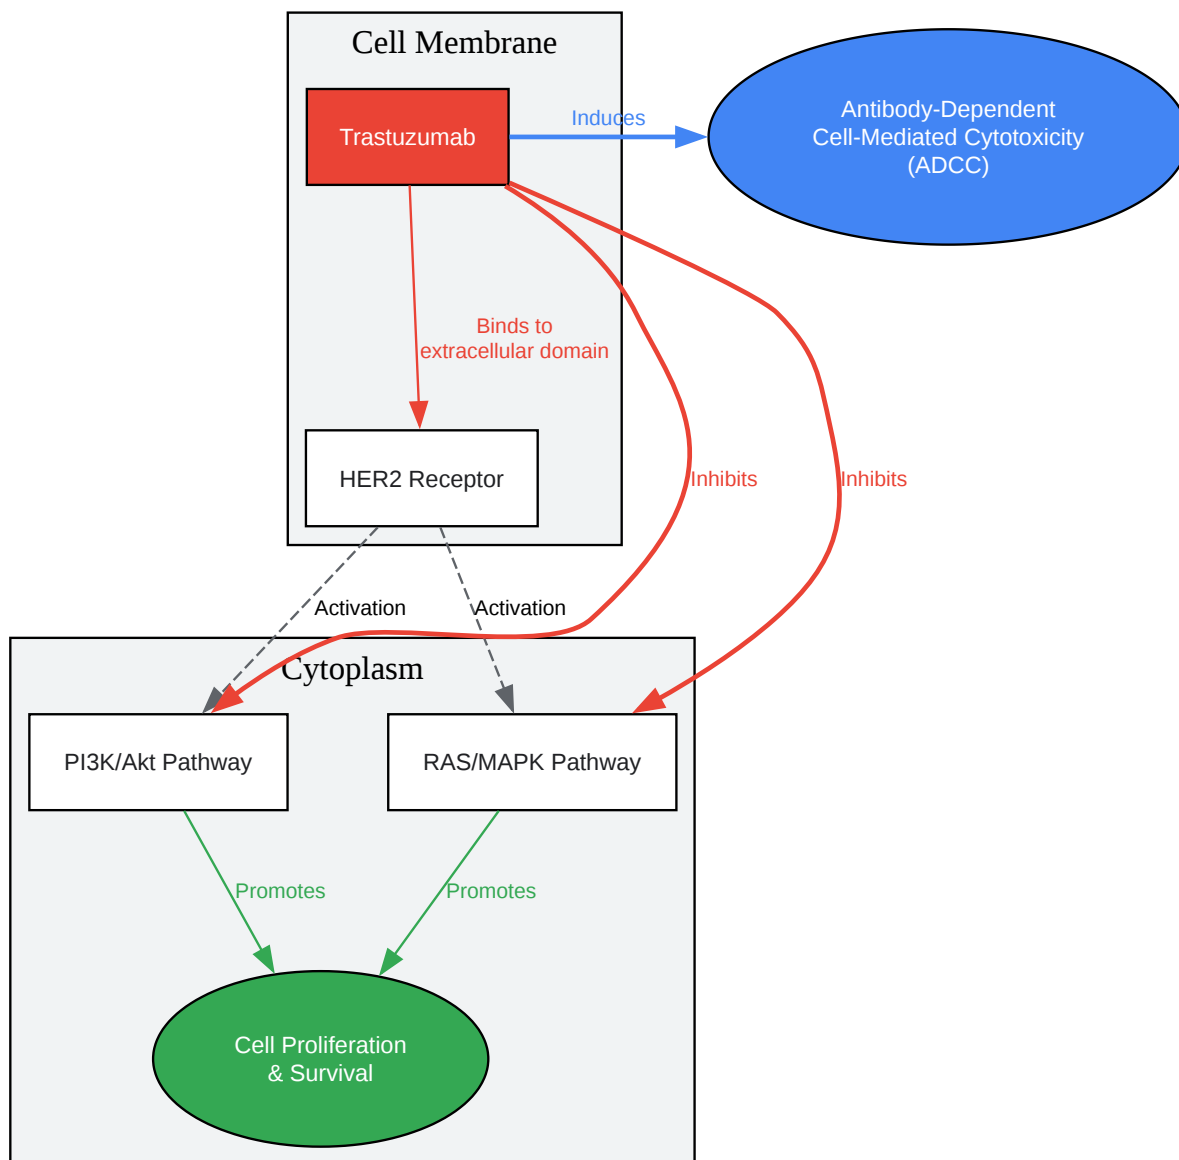 Cell Membrane
Trastuzumab
Induces
Antibody-Dependent
Cell-Mediated Cytotoxicity
(ADCC)
Binds to
extracellular domain
HER2 Receptor
Inhibits
Inhibits
Activation
Activation
Cytoplasm
PI3K/Akt Pathway
RAS/MAPK Pathway
Promotes
Promotes
Cell Proliferation
& Survival